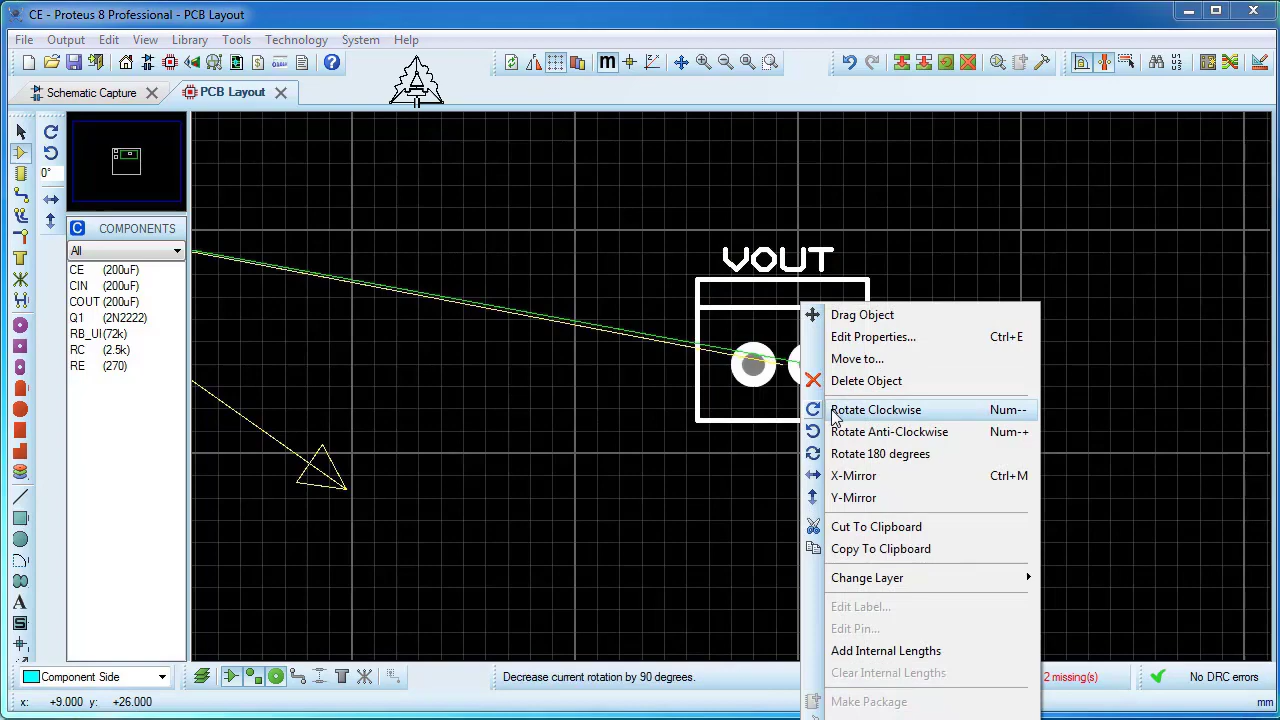 CE - Proteus 8 Professional - PCB Layout
File Output Edit View Library Tools Technology System Help
Schematic Capture PCB Layout
0°
C COMPONENTS
All
CE (200uF)
CIN (200uF)
COUT (200uF)
Q1 (2N2222)
RB_UI(72k)
RC (2.5k)
RE (270)
VOUT
Drag Object
Edit Properties... Ctrl+E
Move to...
Delete Object
Rotate Clockwise Num--
Rotate Anti-Clockwise Num-+
Rotate 180 degrees
X-Mirror Ctrl+M
Y-Mirror
Cut To Clipboard
Copy To Clipboard
Change Layer
Edit Label...
Edit Pin...
Add Internal Lengths
Clear Internal Lengths
Make Package
Component Side
Decrease current rotation by 90 degrees.
2 missing(s)
No DRC errors
x: +9.000 y: +26.000
mm